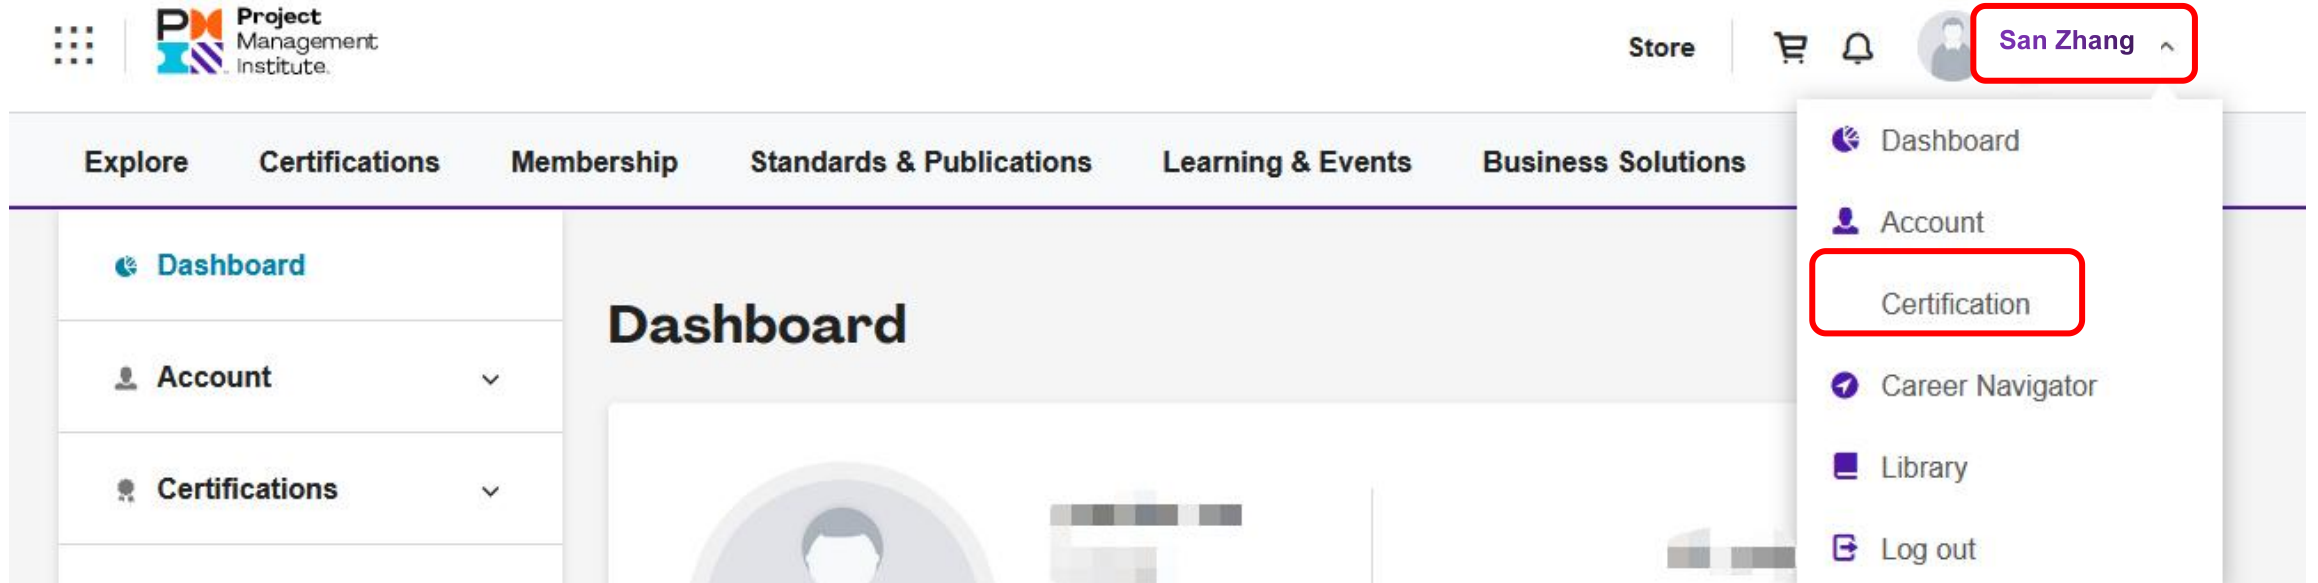 Project
Management
Institute.
Store
San Zhang
Explore Certifications Membership Standards & Publications Learning & Events Business Solutions
Dashboard
Account
Certification
Career Navigator
Library
Log out
Dashboard
Account
Certifications
Dashboard